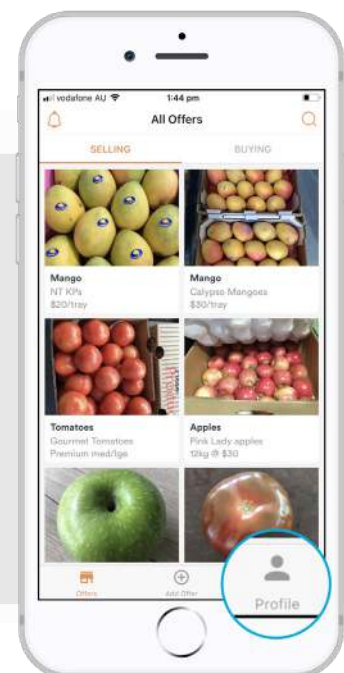 vodafone AU
1:44 pm
All Offers
SELLING
BUYING
Mango
NT KPs
$20/tray
Mango
Calypso Mangoes
$30/tray
Tomatoes
Gourmet Tomatoes
Premium med/lge
Apples
Pink Lady apples
12kg @ $30
Offers
Add Offer
Profile